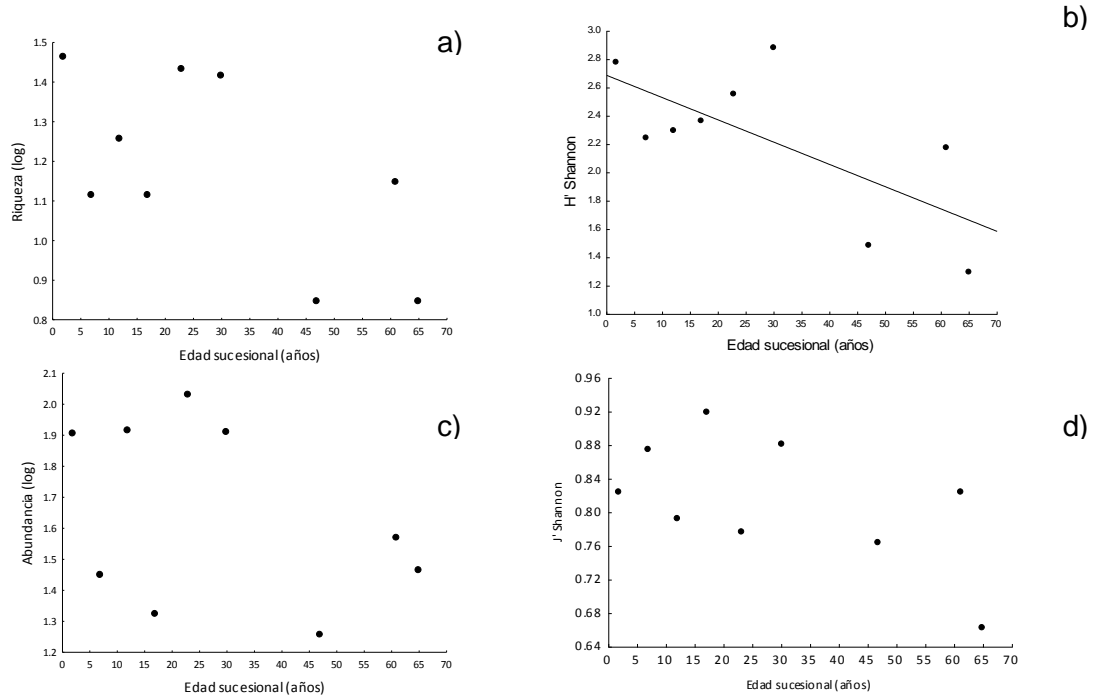 a)
1.5
1.4
1.3
1.2
1.1
1.0
0.9
0.8
Riqueza (log)
0 5 10 15 20 25 30 35 40 45 50 55 60 65 70
Edad sucesional (años)
b)
3.0
2.8
2.6
2.4
2.2
2.0
1.8
1.6
1.4
1.2
1.0
H' Shannon
0 5 10 15 20 25 30 35 40 45 50 55 60 65 70
Edad sucesional (años)
c)
2.1
2.0
1.9
1.8
1.7
1.6
1.5
1.4
1.3
1.2
Abundancia (log)
0 5 10 15 20 25 30 35 40 45 50 55 60 65 70
Edad sucesional (años)
d)
0.96
0.92
0.88
0.84
0.80
0.76
0.72
0.68
0.64
J' Shannon
0 5 10 15 20 25 30 35 40 45 50 55 60 65 70
Edad sucesional (años)